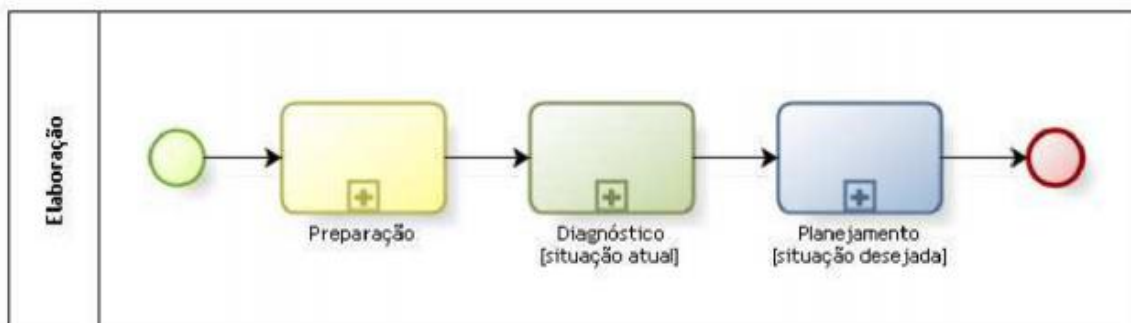 Elaboração
Preparação
Diagnóstico
[situação atual]
Planejamento
[situação desejada]